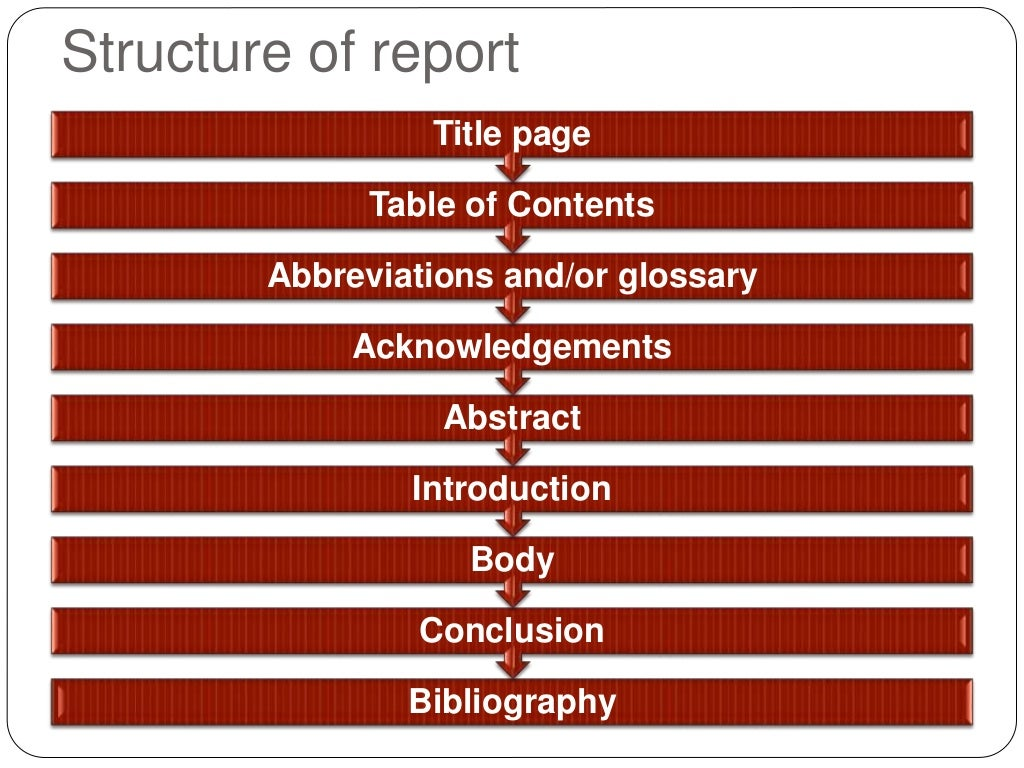 Structure of report
Title page
Table of Contents
Abbreviations and/or glossary
Acknowledgements
Abstract
Introduction
Body
Conclusion
Bibliography